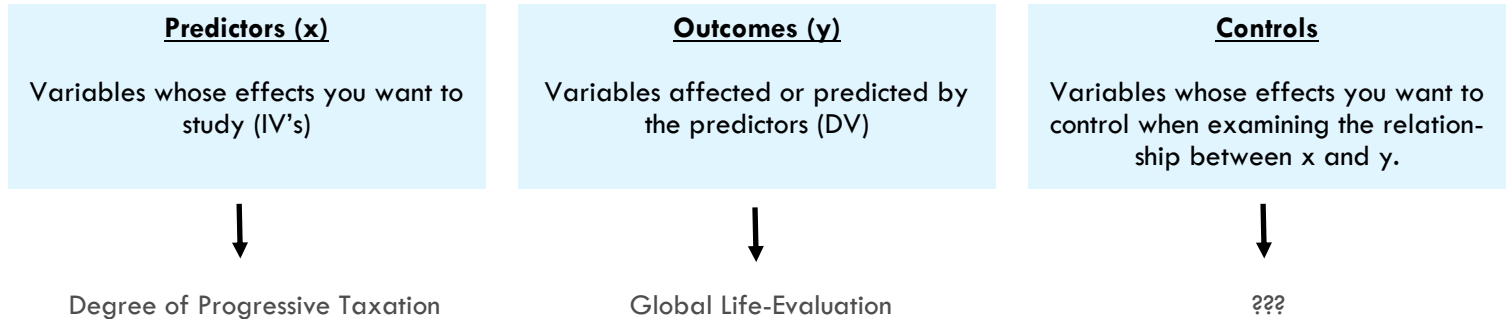 Predictors (x)
Variables whose effects you want to
study (IV's)
Degree of Progressive Taxation
Outcomes (y)
Variables affected or predicted by
the predictors (DV)
Global Life-Evaluation
Controls
Variables whose effects you want to
control when examining the relation-
ship between x and y.
???